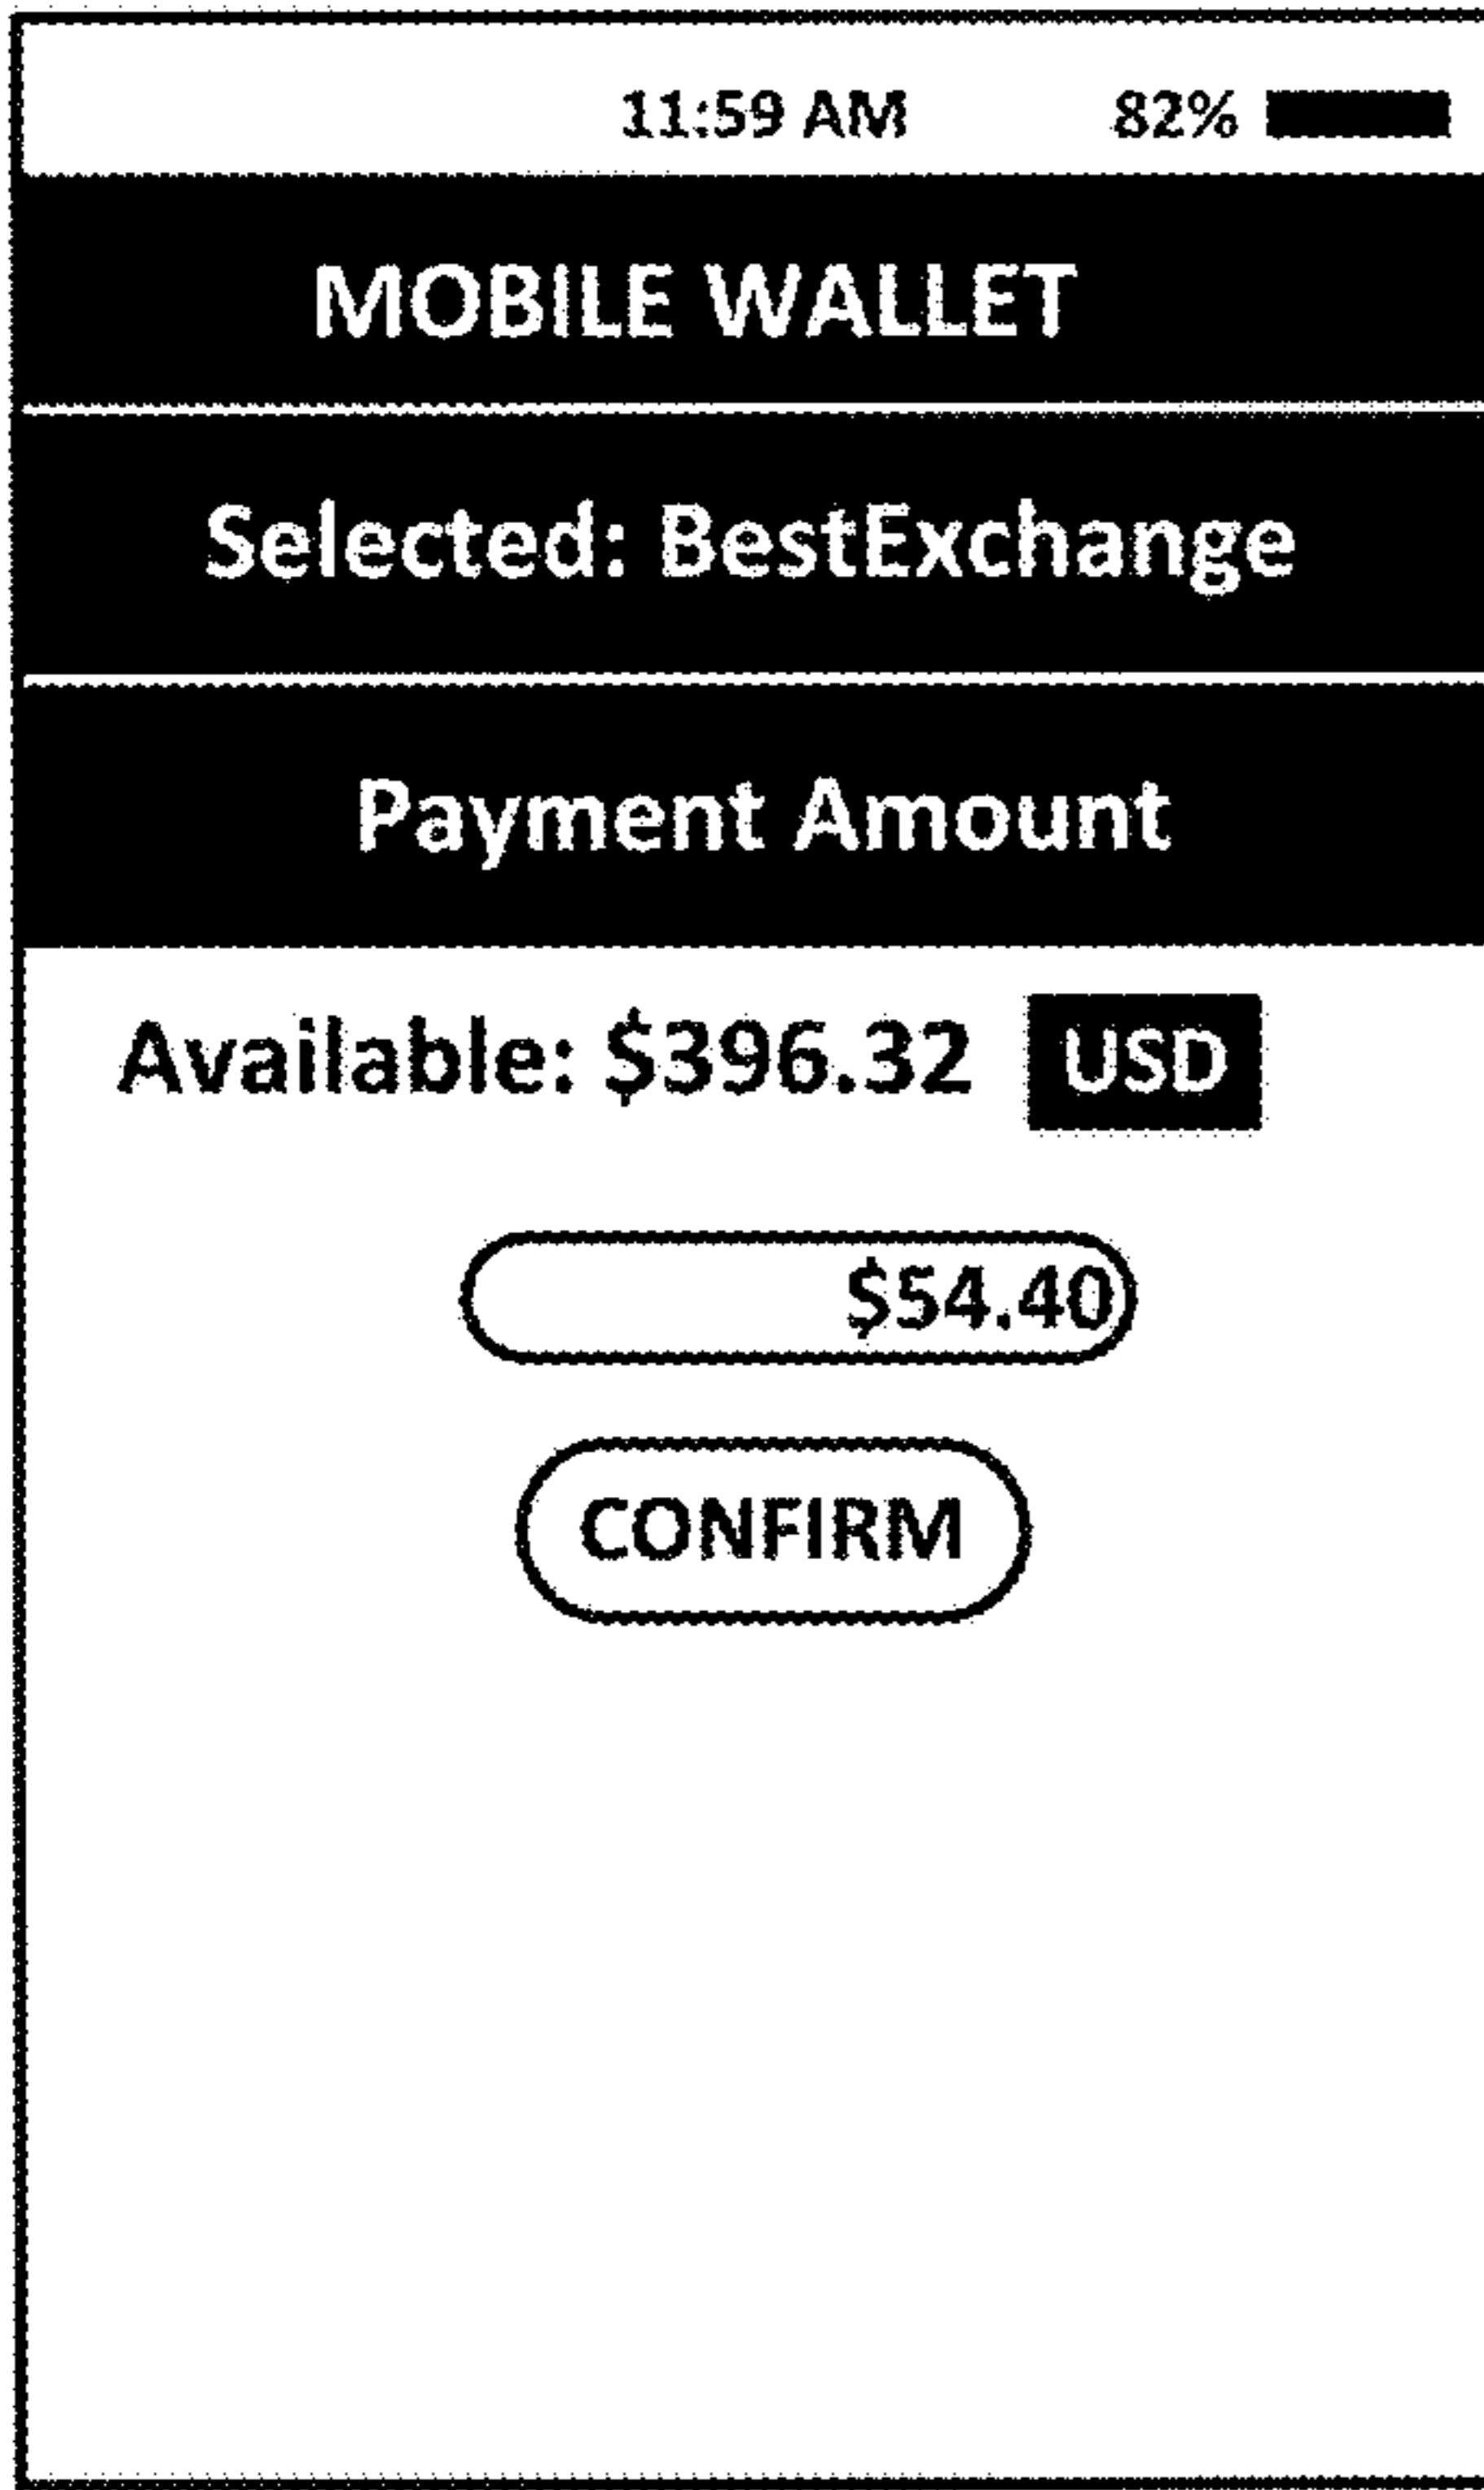 11:59 AM 82%
MOBILE WALLET
Selected: BestExchange
Payment Amount
Available: $396.32 USD
$54.40
CONFIRM